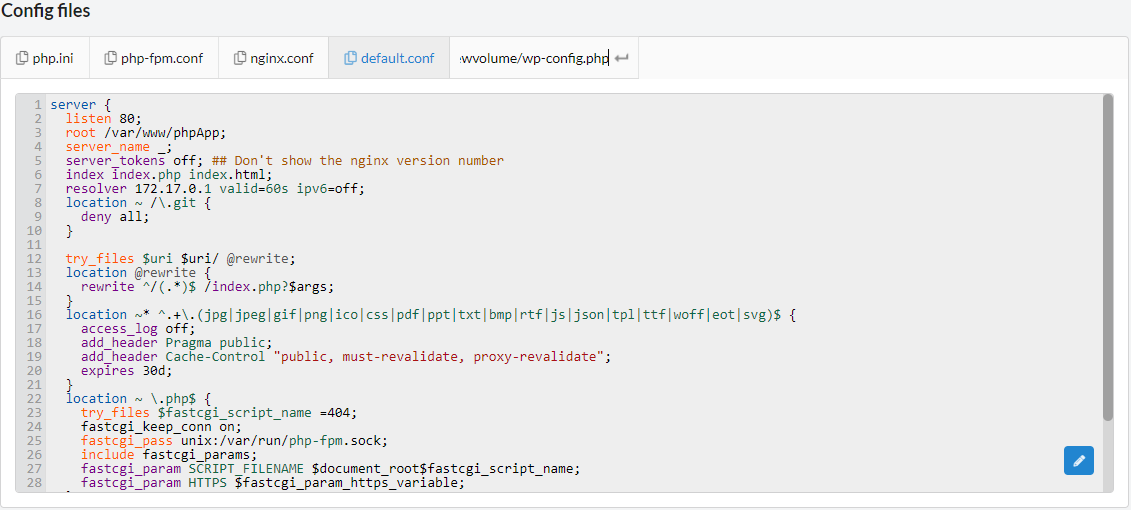 Config files
php.ini
php-fpm.conf
nginx.conf
default.conf
wvolume/wp-config.php
1 server {
2 listen 80;
3 root /var/www/phpApp;
4 server_name _;
5 server_tokens off; ## Don't show the nginx version number
6 index index.php index.html;
7 resolver 172.17.0.1 valid=60s ipv6=off;
8 location ~ /\.git {
9 deny all;
10 }
11
12 try_files $uri $uri/ @rewrite;
13 location @rewrite {
14 rewrite ^/(.*)$ /index.php?$args;
15 }
16 location ~* ^.+\.(jpg|jpeg|gif|png|ico|css|pdf|ppt|txt|bmp|rtf|js|json|tpl|ttf|woff|eot|svg)$ {
17 access_log off;
18 add_header Pragma public;
19 add_header Cache-Control "public, must-revalidate, proxy-revalidate";
20 expires 30d;
21 }
22 location ~ \.php$ {
23 try_files $fastcgi_script_name =404;
24 fastcgi_keep_conn on;
25 fastcgi_pass unix:/var/run/php-fpm.sock;
26 include fastcgi_params;
27 fastcgi_param SCRIPT_FILENAME $document_root$fastcgi_script_name;
28 fastcgi_param HTTPS $fastcgi_param_https_variable;